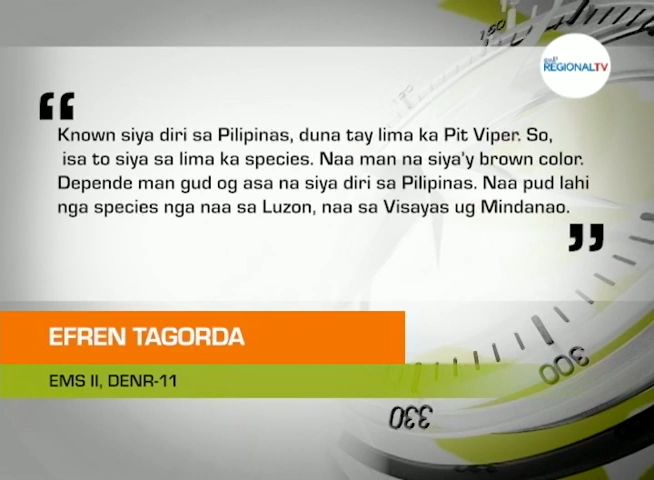 150
REGIONALTV
“
Known siya diri sa Pilipinas, duna tay lima ka Pit Viper. So,
isa to siya sa lima ka species. Naa man na siya'y brown color.
Depende man gud og asa na siya diri sa Pilipinas. Naa pud lahi
nga species nga naa sa Luzon, naa sa Visayas ug Mindanao.
”
EFREN TAGORDA
EMS II, DENR-11
300
330